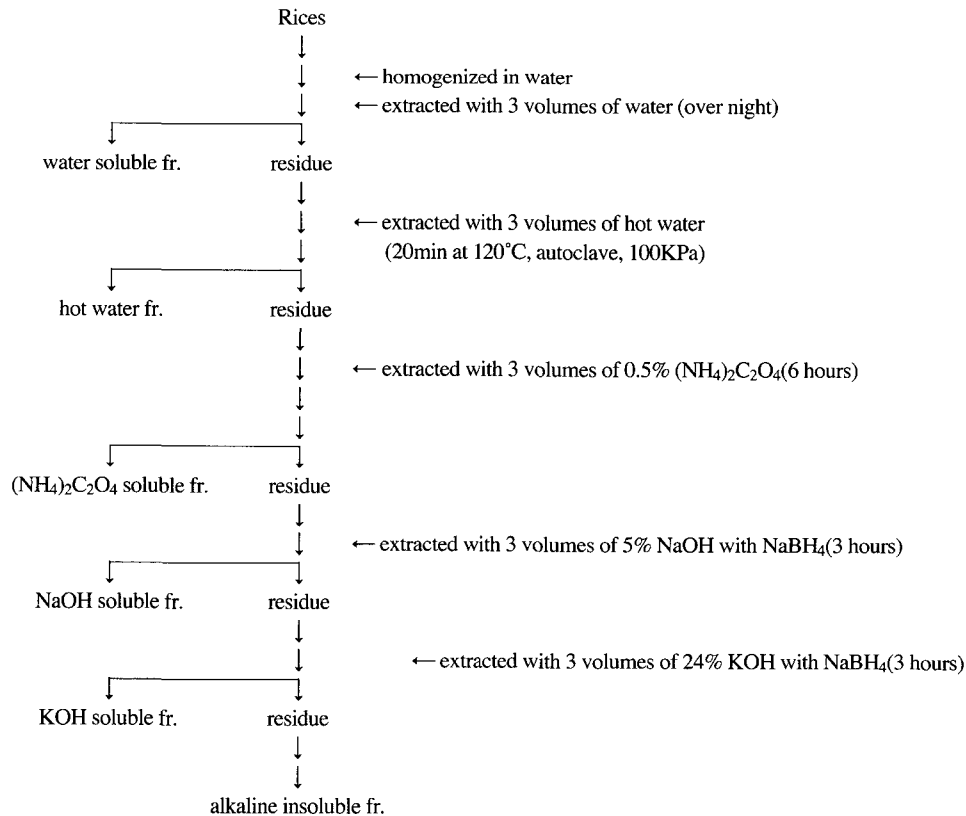 Rices
←homogenized in water
←extracted with 3 volumes of water (over night)
water soluble fr. residue
←extracted with 3 volumes of hot water
(20min at 120°C, autoclave, 100KPa)
hot water fr. residue
←extracted with 3 volumes of 0.5% (NH₄)₂C₂O₄(6 hours)
(NH₄)₂C₂O₄ soluble fr. residue
←extracted with 3 volumes of 5% NaOH with NaBH₄(3 hours)
NaOH soluble fr. residue
←extracted with 3 volumes of 24% KOH with NaBH₄(3 hours)
KOH soluble fr. residue
alkaline insoluble fr.